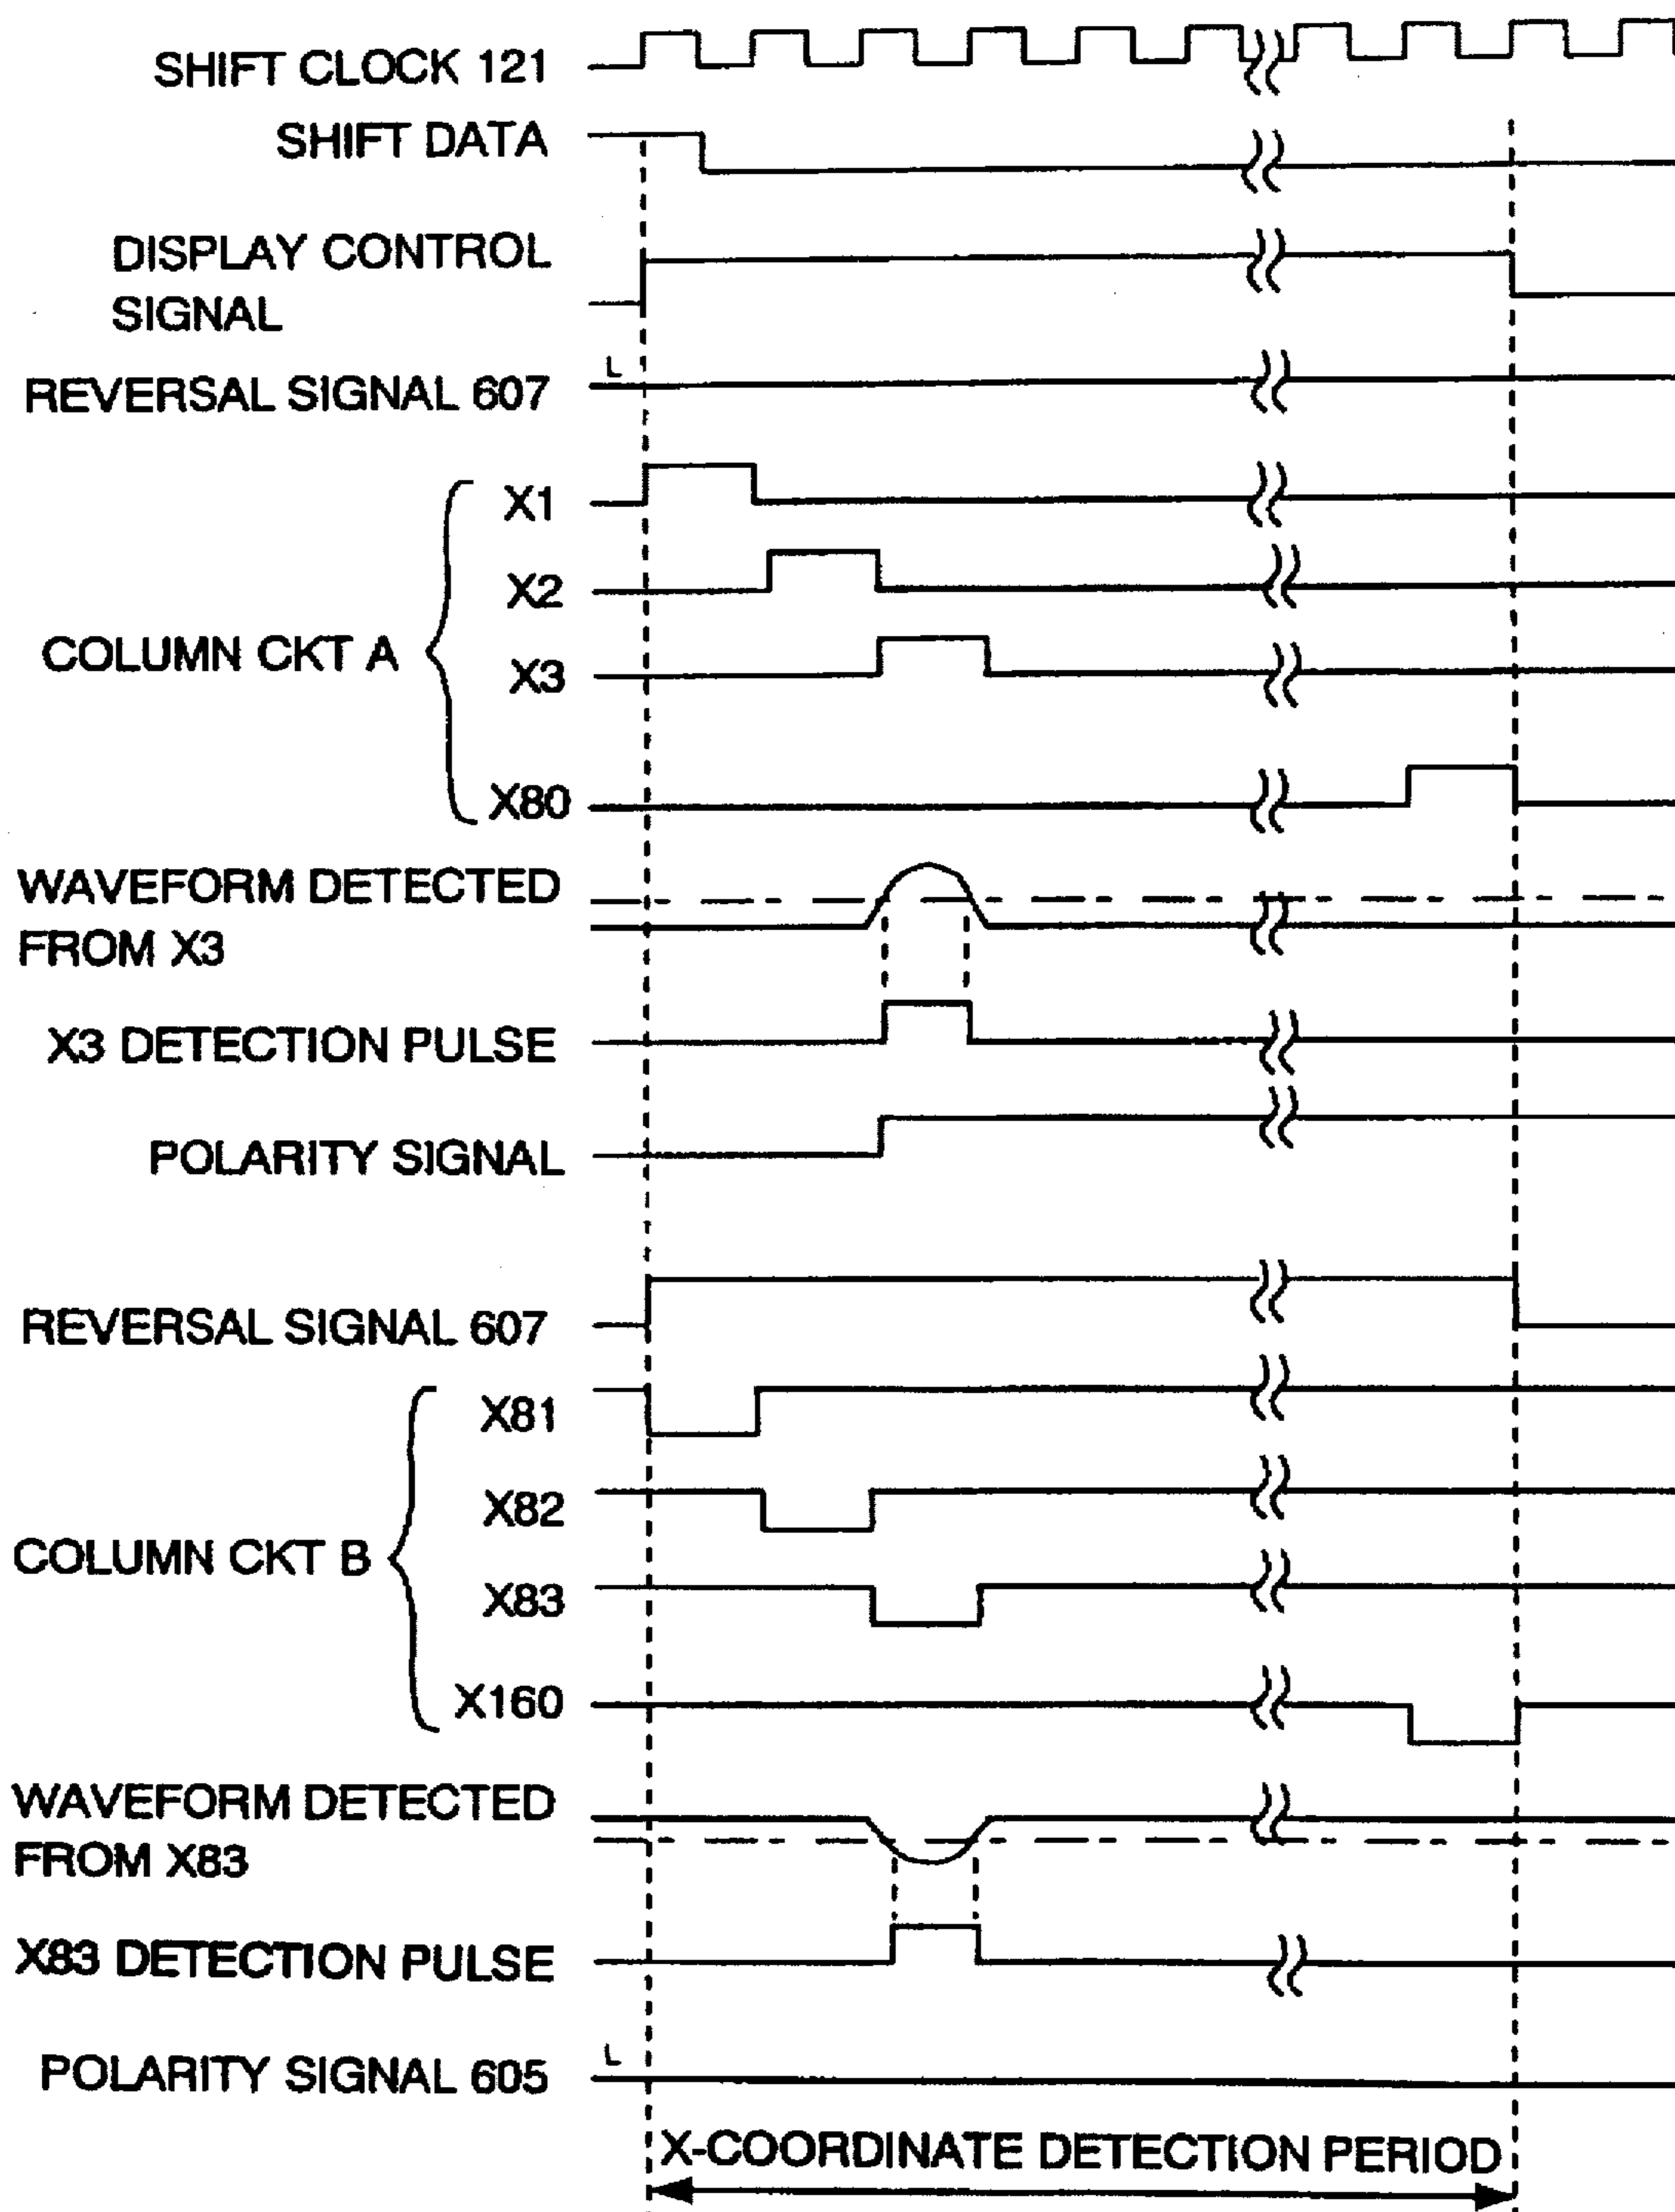 SHIFT CLOCK 121
SHIFT DATA
DISPLAY CONTROL
SIGNAL
L
REVERSAL SIGNAL 607
X1
X2
COLUMN CKT A
X3
X80
WAVEFORM DETECTED
FROM X3
X3 DETECTION PULSE
POLARITY SIGNAL
REVERSAL SIGNAL 607
X81
X82
COLUMN CKT B
X83
X160
WAVEFORM DETECTED
FROM X83
X83 DETECTION PULSE
L
POLARITY SIGNAL 605
X-COORDINATE DETECTION PERIOD